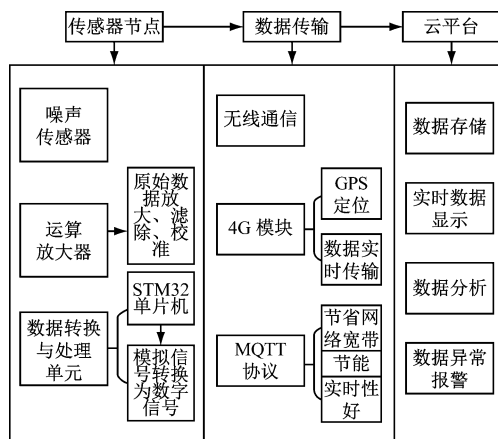 传感器节点
数据传输
云平台
噪声
传感器
运算
放大器
原始数
据放
大、滤
除、校
准
数据转换
与处理
单元
STM32
单片机
模拟信
号转换
为数字
信号
无线通信
4G 模块
GPS
定位
数据实
时传输
MQTT
协议
节省网
络宽带
节能
实时性
好
数据存储
实时数据
显示
数据分析
数据异常
报警